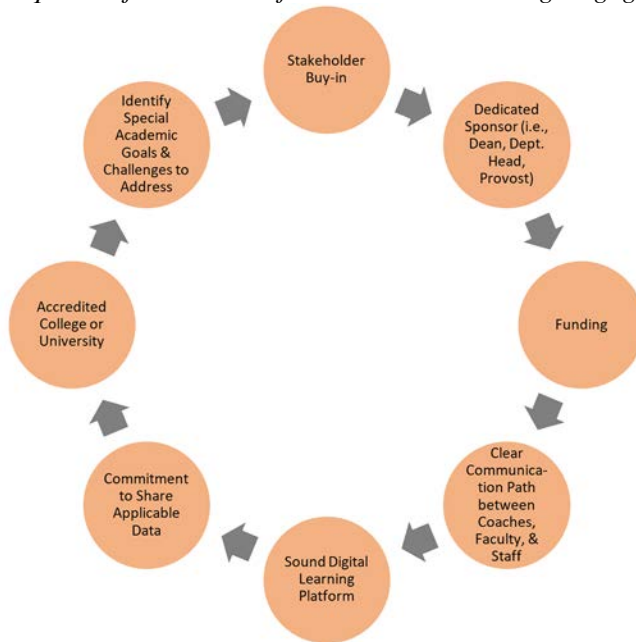 Stakeholder
Buy-in
Dedicated
Sponsor (i.e.,
Dean, Dept.
Head,
Provost)
Funding
Clear
Communica-
tion Path
between
Coaches,
Faculty, &
Staff
Sound Digital
Learning
Platform
Commitment
to Share
Applicable
Data
Accredited
College or
University
Identify
Special
Academic
Goals &
Challenges to
Address